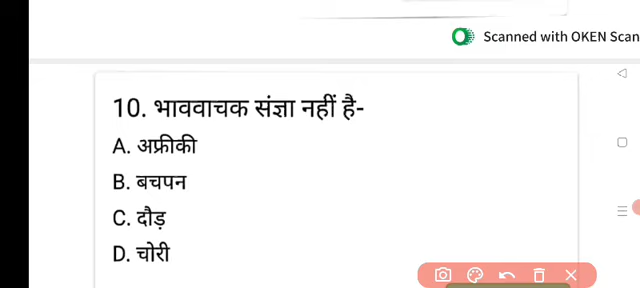 Scanned with OKEN Scan
10. भाववाचक संज्ञा नहीं है-
A. अफ्रीकी
B. बचपन
C. दौड़
D. चोरी